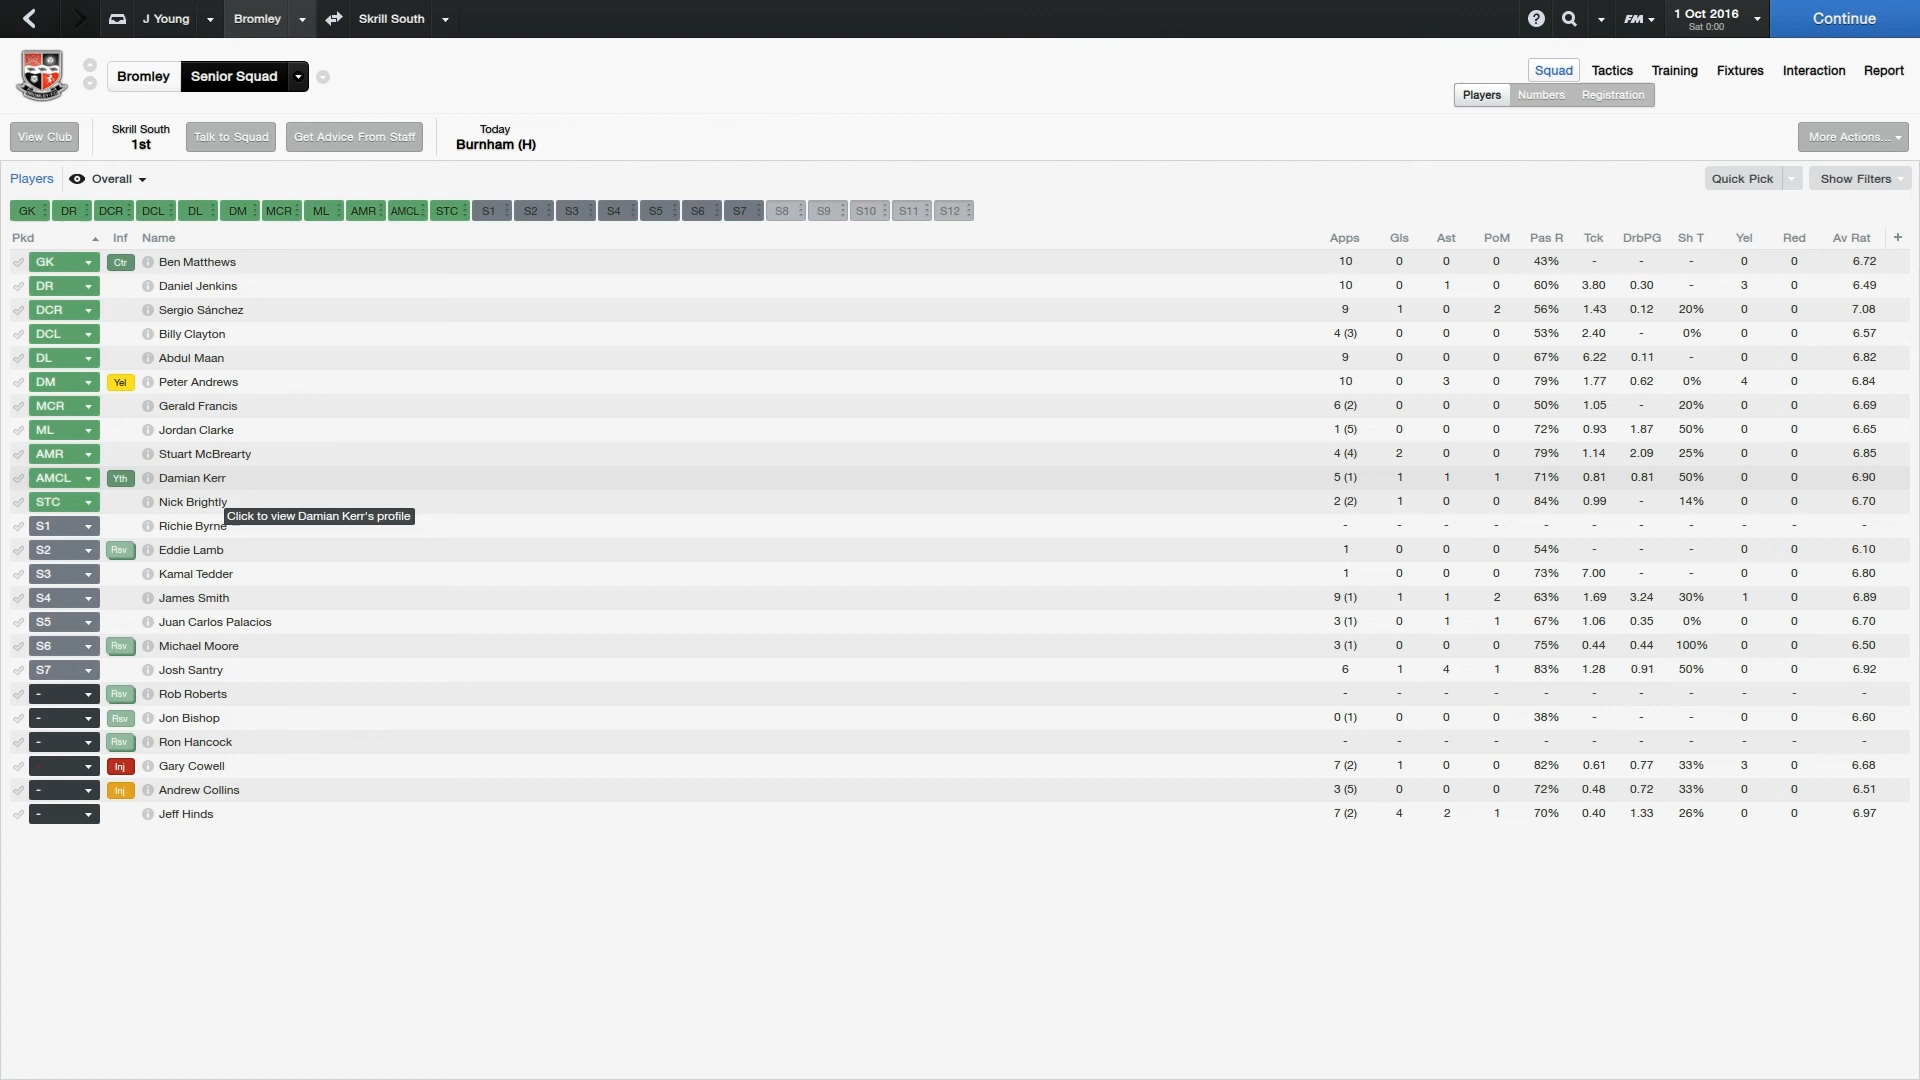 J Young Bromley Skrill South FM 1 Oct 2016 Sat 0:00 Continue
Bromley Senior Squad
Squad Tactics Training Fixtures Interaction Report
Players Numbers Registration
View Club Skrill South 1st Talk to Squad Get Advice From Staff Today Burnham (H) More Actions...
Players Overall Quick Pick Show Filters
GK DR DCR DCL DL DM MCR ML AMR AMCL STC S1 S2 S3 S4 S5 S6 S7 S8 S9 S10 S11 S12
Pkd Inf Name Apps Gls Ast PoM Pas R Tck DrbPG Sh T Yel Red Av Rat +
GK Ctr Ben Matthews 10 0 0 0 43% - - - 0 0 6.72
DR Daniel Jenkins 10 0 1 0 60% 3.80 0.30 - 3 0 6.49
DCR Sergio Sánchez 9 1 0 2 56% 1.43 0.12 20% 0 0 7.08
DCL Billy Clayton 4 (3) 0 0 0 53% 2.40 - 0% 0 0 6.57
DL Abdul Maan 9 0 0 0 67% 6.22 0.11 - 0 0 6.82
DM Yel Peter Andrews 10 0 3 0 79% 1.77 0.62 0% 4 0 6.84
MCR Gerald Francis 6 (2) 0 0 0 50% 1.05 - 20% 0 0 6.69
ML Jordan Clarke 1 (5) 0 0 0 72% 0.93 1.87 50% 0 0 6.65
AMR Stuart McBrearty 4 (4) 2 0 0 79% 1.14 2.09 25% 0 0 6.85
AMCL Yth Damian Kerr 5 (1) 1 1 1 71% 0.81 0.81 50% 0 0 6.90
STC Nick Brightly 2 (2) 1 0 0 84% 0.99 - 14% 0 0 6.70
Click to view Damian Kerr's profile
S1 Richie Byrne - - - - - - - - - - -
S2 Rsv Eddie Lamb 1 0 0 0 54% - - - 0 0 6.10
S3 Kamal Tedder 1 0 0 0 73% 7.00 - - 0 0 6.80
S4 James Smith 9 (1) 1 1 2 63% 1.69 3.24 30% 1 0 6.89
S5 Juan Carlos Palacios 3 (1) 0 1 1 67% 1.06 0.35 0% 0 0 6.70
S6 Rsv Michael Moore 3 (1) 0 0 0 75% 0.44 0.44 100% 0 0 6.50
S7 Josh Santry 6 1 4 1 83% 1.28 0.91 50% 0 0 6.92
- Rsv Rob Roberts - - - - - - - - - - -
- Rsv Jon Bishop 0 (1) 0 0 0 38% - - - 0 0 6.60
- Rsv Ron Hancock - - - - - - - - - - -
Inj Gary Cowell 7 (2) 1 0 0 82% 0.61 0.77 33% 3 0 6.68
- Inj Andrew Collins 3 (5) 0 0 0 72% 0.48 0.72 33% 0 0 6.51
- Jeff Hinds 7 (2) 4 2 1 70% 0.40 1.33 26% 0 0 6.97